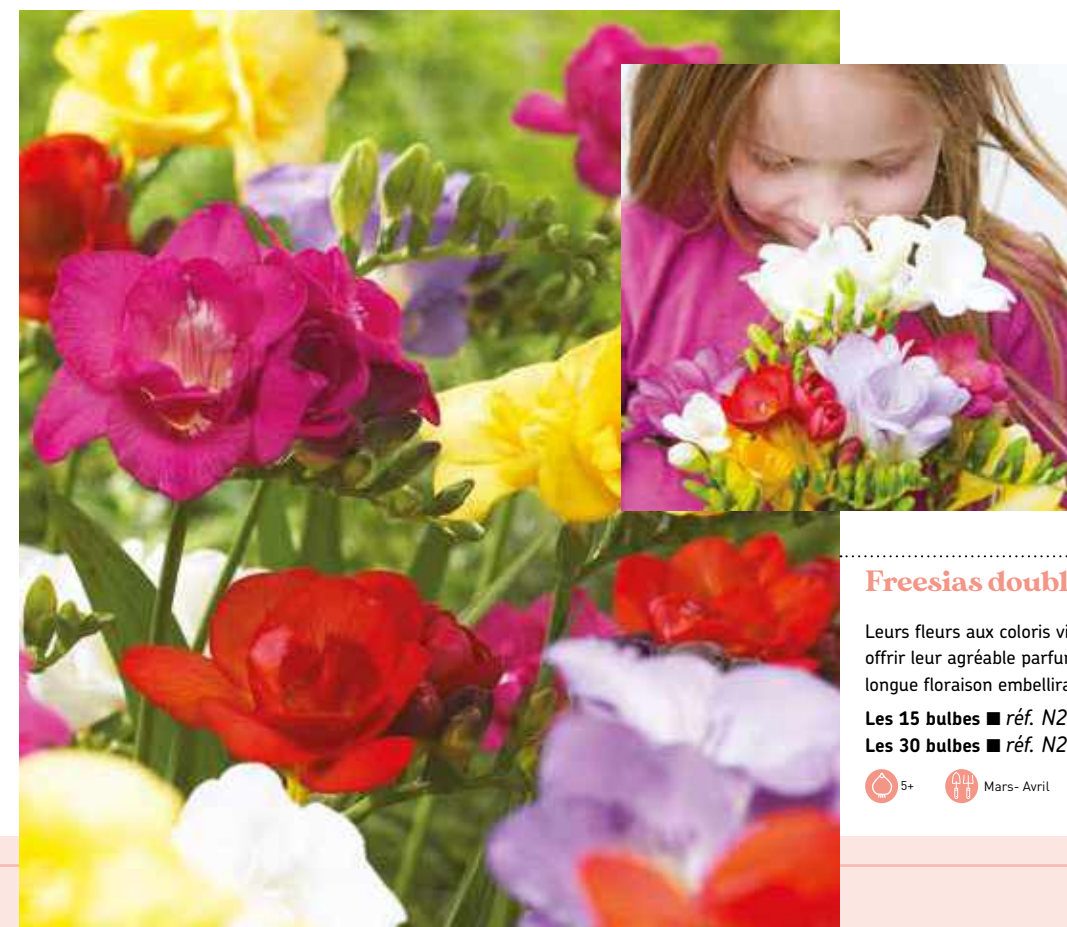 Freesias doubl
Leurs fleurs aux coloris vi
offrir leur agréable parfu
longue floraison embellira
Les 15 bulbes ■ réf. N2
Les 30 bulbes ■ réf. N2
5+ Mars- Avril